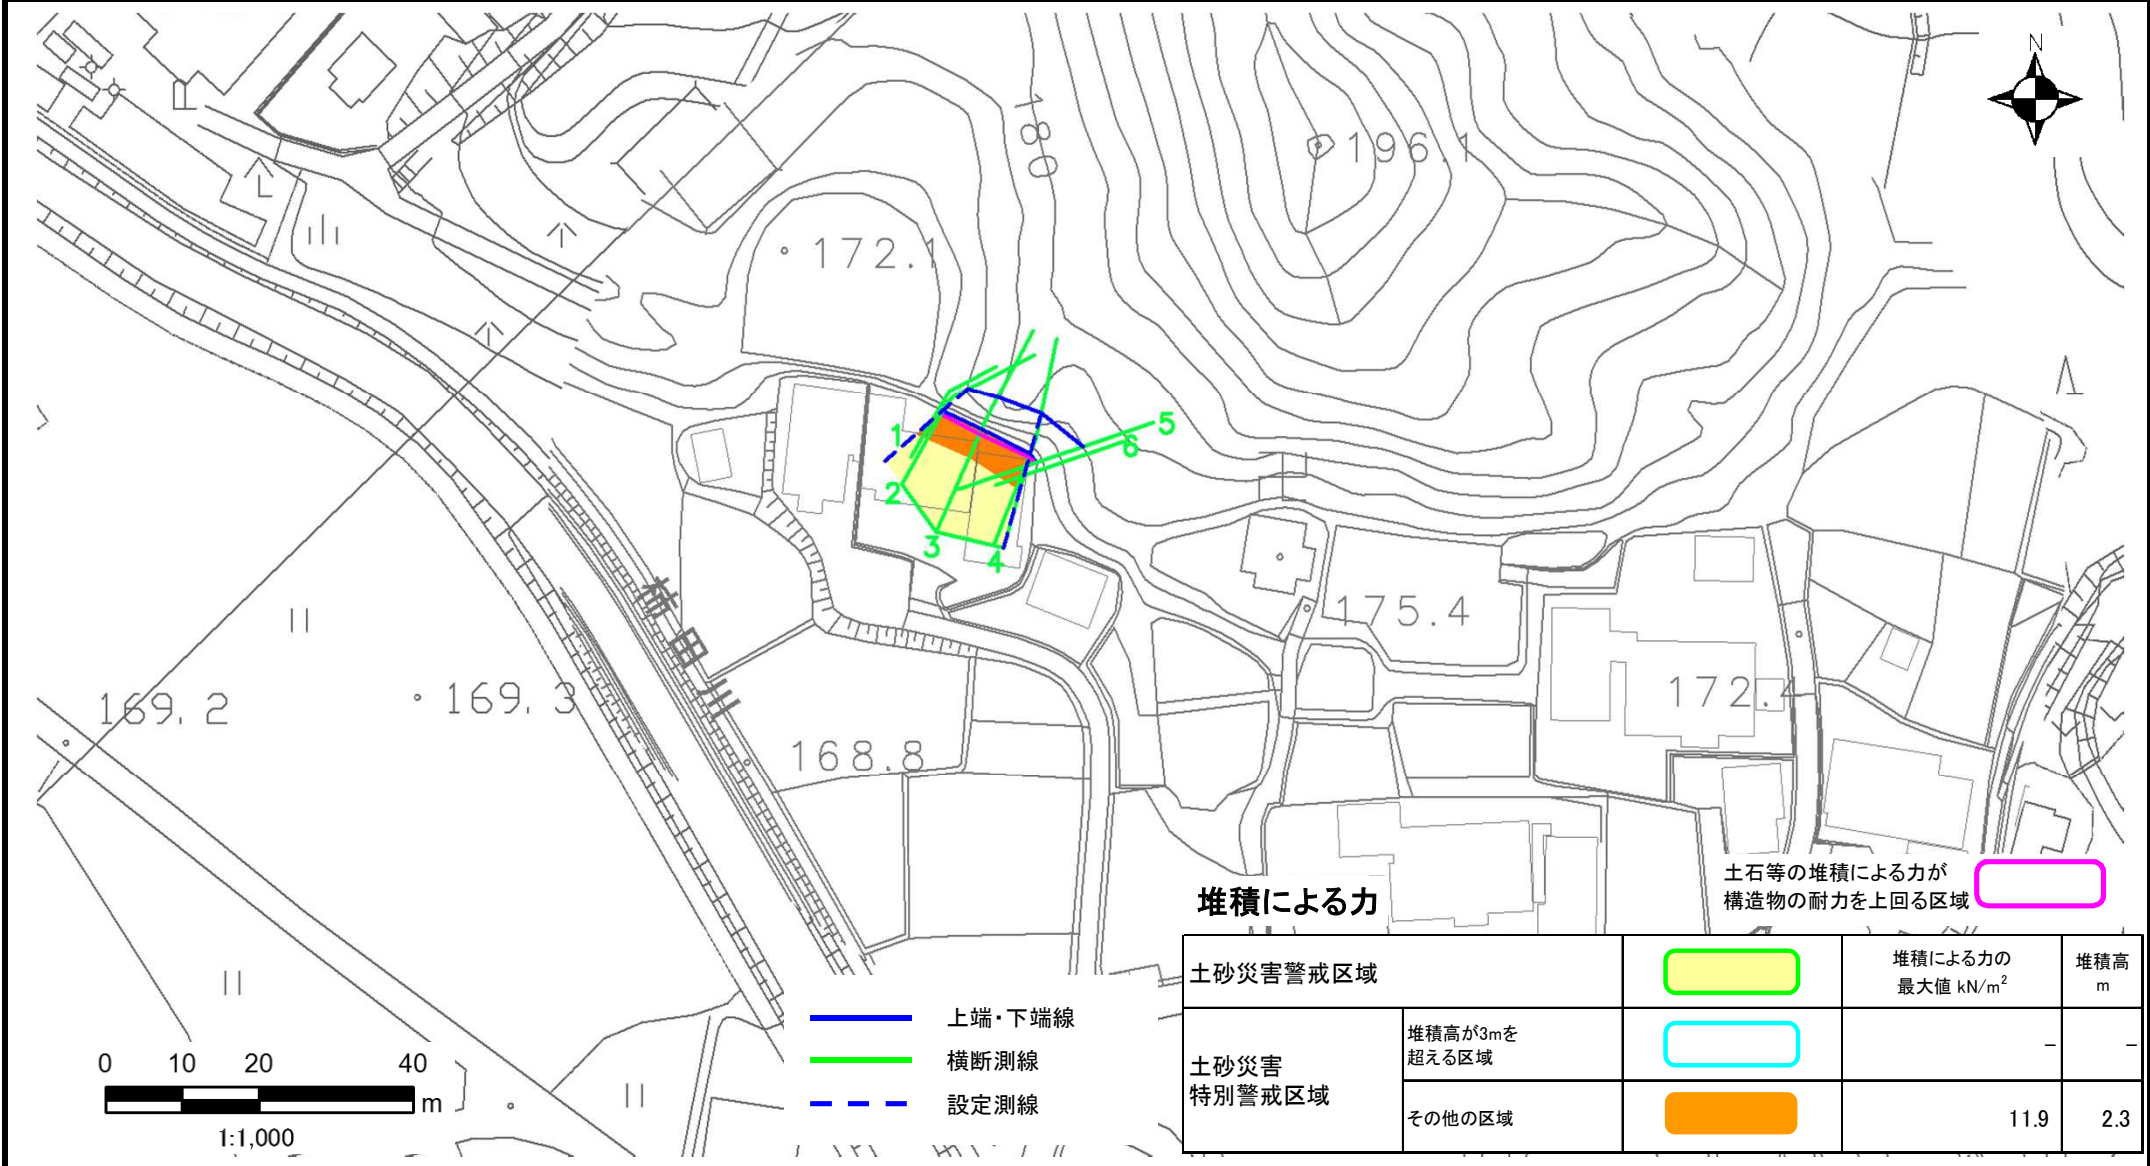 N
180
196.1
172.1
1
2
3
4
5
6
柿田川
175.4
172.4
169.2
169.3
168.8
0 10 20 40
m
1:1,000
上端・下端線
横断測線
設定測線
堆積による力
土石等の堆積による力が
構造物の耐力を上回る区域
土砂災害警戒区域
堆積による力の
最大値 kN/m²
堆積高
m
土砂災害
特別警戒区域
堆積高が3mを
超える区域
– –
その他の区域
11.9 2.3